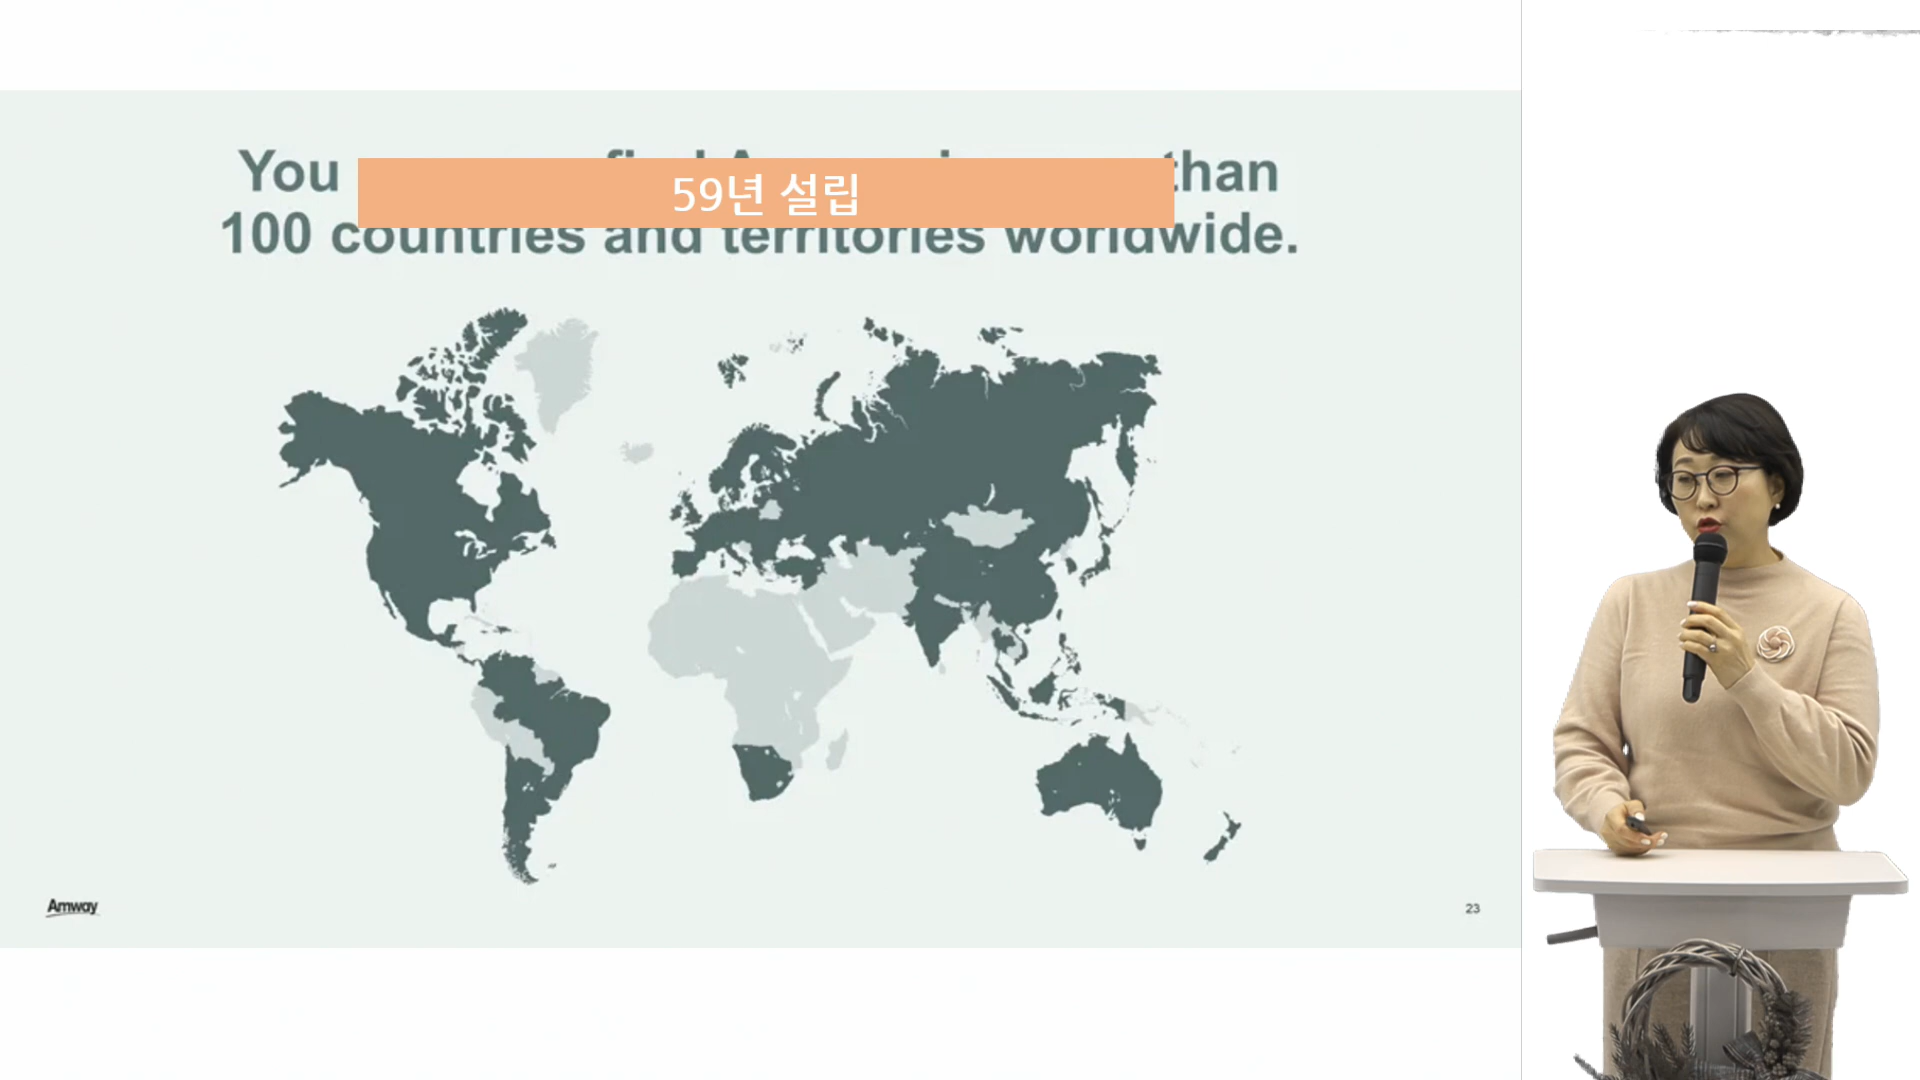 You than
59년 설립
100 countries and territories worldwide.
Amway
23